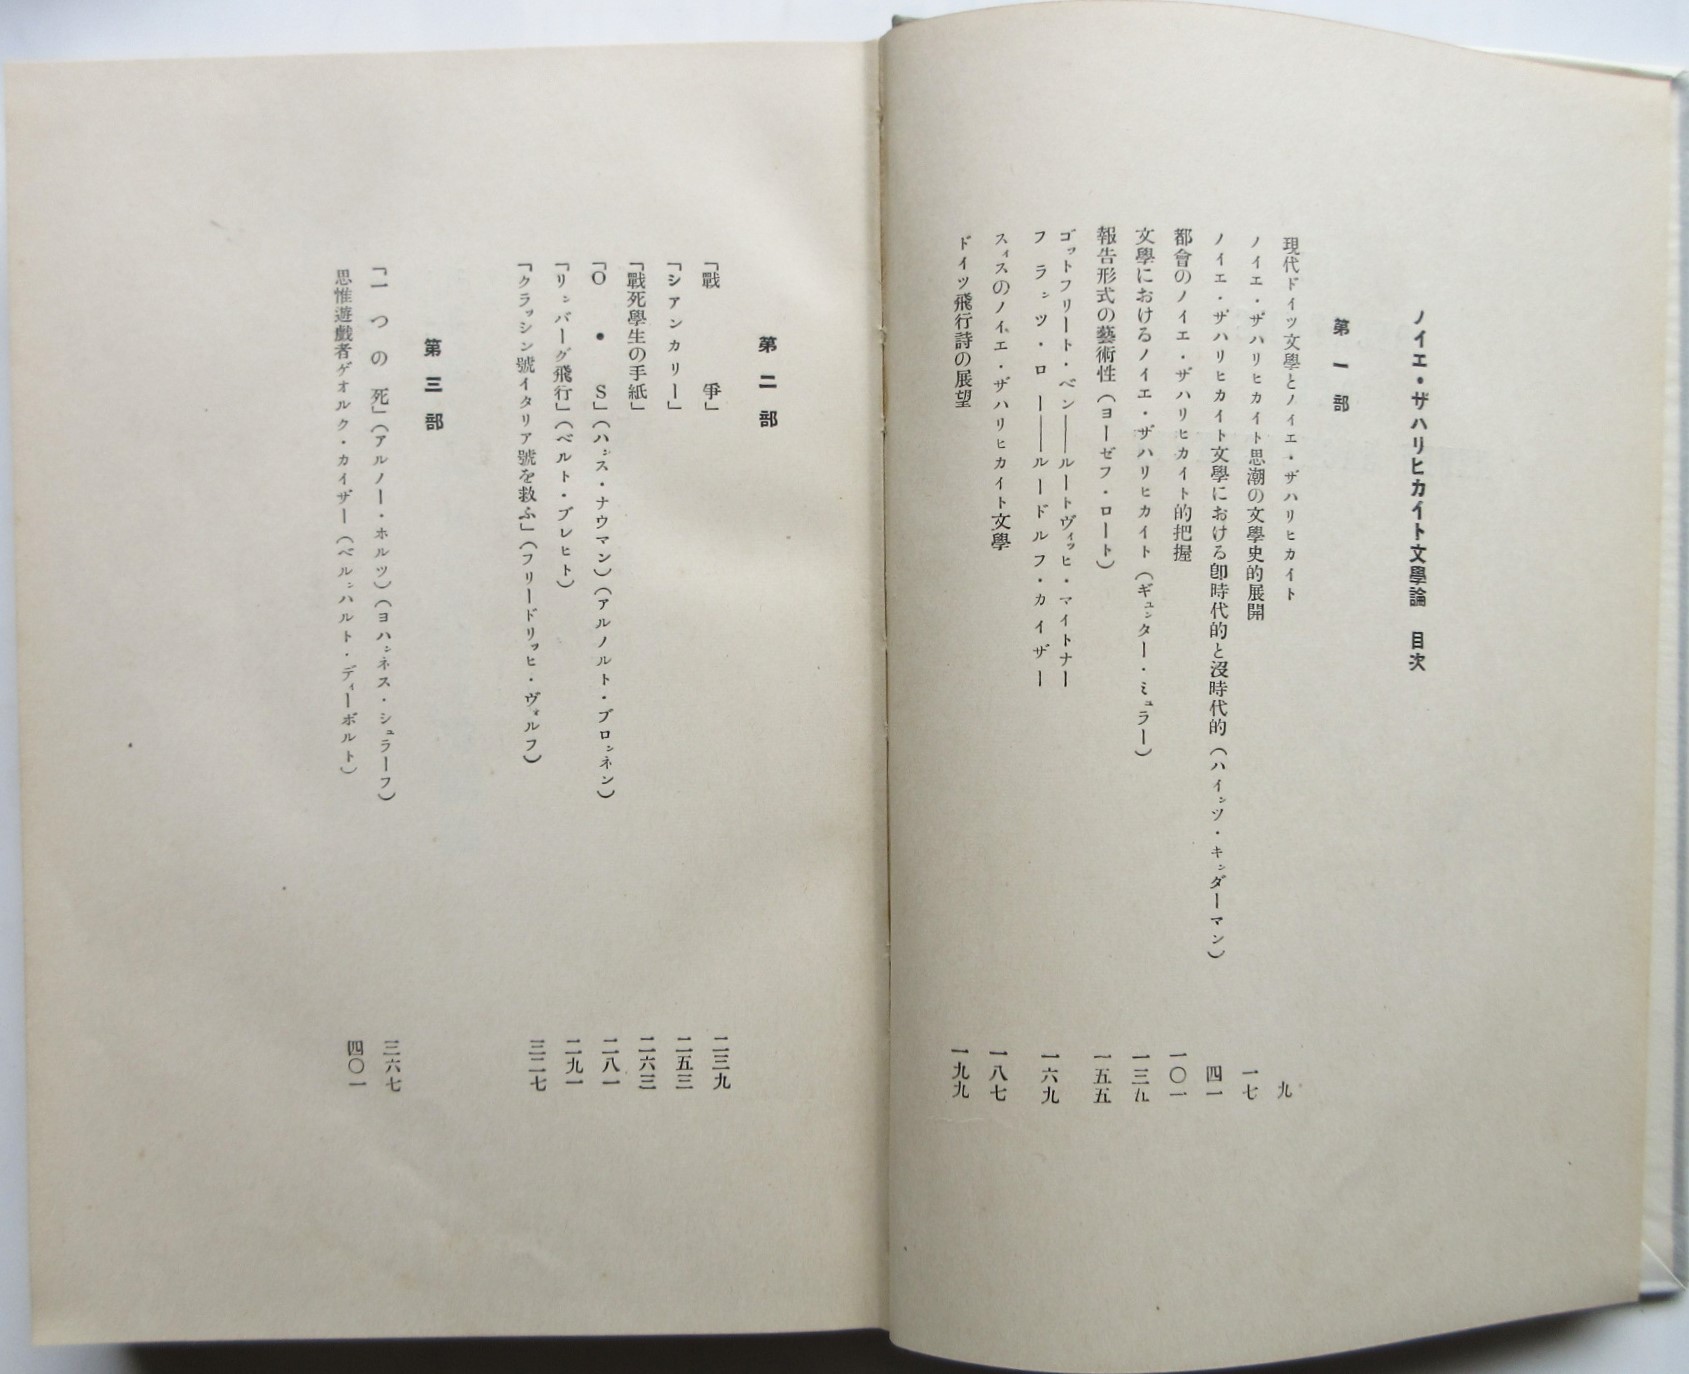 ノイエ・ザハリヒカイト文學論　目次
第一部
現代ドイツ文學とノイエ・ザハリヒカイト　九
ノイエ・ザハリヒカイト思潮の文學史的展開　一七
ノイエ・ザハリヒカイト文學における卽時代的と沒時代的（ハインツ・キンダーマン）　四一
都會のノイエ・ザハリヒカイト的把握　一〇一
文學におけるノイエ・ザハリヒカイト（ギュンター・ミュラー）　一三九
報告形式の藝術性（ヨーゼフ・ロート）　一五五
ゴットフリート・ベン——ルートヴィッヒ・マイトナー
フランツ・ロー——ルードルフ・カイザー　一六九
スィスのノイエ・ザハリヒカイト文學　一八七
ドイツ飛行詩の展望　一九九
第二部
「戰爭」　二三九
「シアンカリー」　二五三
「戰死學生の手紙」　二六三
「O・S」（ハンス・ナウマン）（アルノルト・ブロンネン）　二八一
「リンバーグ飛行」（ベルト・ブレヒト）　二九一
「クラッシン號イタリア號を救ふ」（フリードリッヒ・ヴォルフ）　三二七
第三部
「一つの死」（アルノー・ホルツ）（ヨハンネス・シュラーフ）　三六七
思惟遊戲者ゲオルク・カイザー（ベルンハルト・ディーボルト）　四〇一